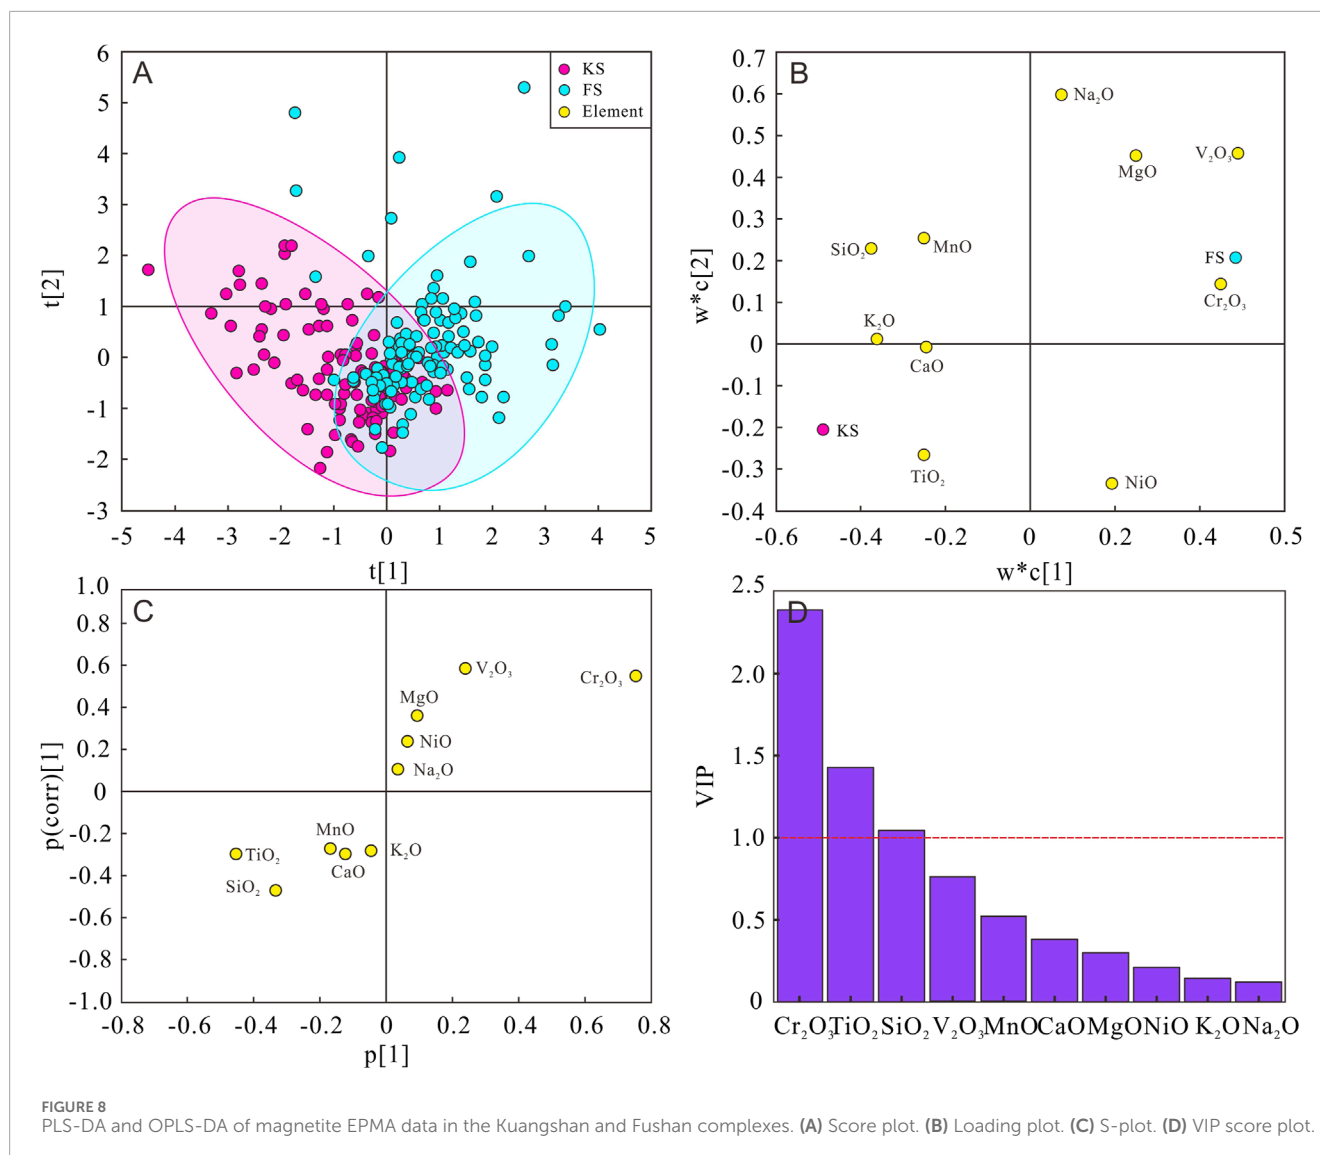 A
KS
FS
Element
6
5
4
3
2
1
0
-1
-2
-3
-5
-4
-3
-2
-1
0
1
2
3
4
5
t[2]
t[1]
B
0.7
0.6
0.5
0.4
0.3
0.2
0.1
0
-0.1
-0.2
-0.3
-0.4
-0.6
-0.4
-0.2
0
0.2
0.4
0.5
w*c[2]
w*c[1]
Na₂O
V₂O₃
MgO
SiO₂
MnO
FS
Cr₂O₃
K₂O
CaO
KS
TiO₂
NiO
C
1.0
0.8
0.6
0.4
0.2
0
-0.2
-0.4
-0.6
-0.8
-1.0
-0.8
-0.6
-0.4
-0.2
0
0.2
0.4
0.6
0.8
p(corr)[1]
p[1]
V₂O₃
Cr₂O₃
MgO
NiO
Na₂O
MnO
K₂O
TiO₂
CaO
SiO₂
D
2.5
2.0
1.5
1.0
0.5
0
VIP
Cr₂O₃ TiO₂ SiO₂ V₂O₃ MnO CaO MgO NiO K₂O Na₂O
FIGURE 8
PLS-DA and OPLS-DA of magnetite EPMA data in the Kuangshan and Fushan complexes. (A) Score plot. (B) Loading plot. (C) S-plot. (D) VIP score plot.